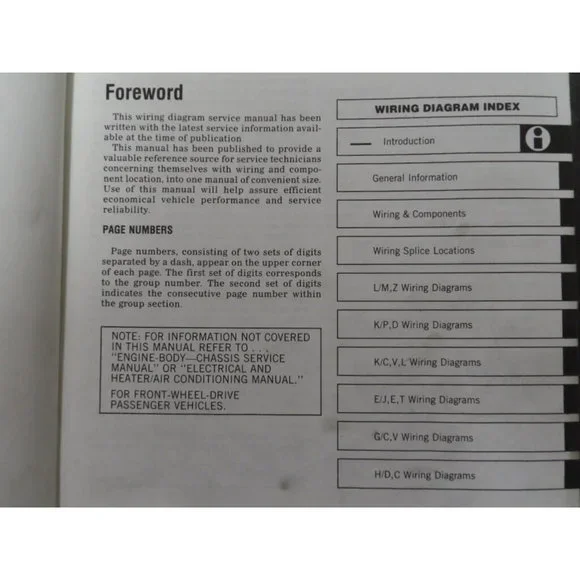 Foreword
This wiring diagram service manual has been
written with the latest service information avail-
able at the time of publication
This manual has been published to provide a
valuable reference source for service technicians
concerning themselves with wiring and compo-
nent location, into one manual of convenient size.
Use of this manual will help assure efficient
economical vehicle performance and service
reliability.
PAGE NUMBERS
Page numbers, consisting of two sets of digits
separated by a dash, appear on the upper corner
of each page. The first set of digits corresponds
to the group number. The second set of digits
indicates the consecutive page number within
the group section.
NOTE: FOR INFORMATION NOT COVERED
IN THIS MANUAL REFER TO . . .
"ENGINE-BODY—CHASSIS SERVICE
MANUAL" OR "ELECTRICAL AND
HEATER/AIR CONDITIONING MANUAL."
FOR FRONT-WHEEL-DRIVE
PASSENGER VEHICLES.
WIRING DIAGRAM INDEX
Introduction
i
General Information
Wiring & Components
Wiring Splice Locations
L/M,Z Wiring Diagrams
K/P,D Wiring Diagrams
K/C,V,L Wiring Diagrams
E/J,E,T Wiring Diagrams
G/C,V Wiring Diagrams
H/D,C Wiring Diagrams